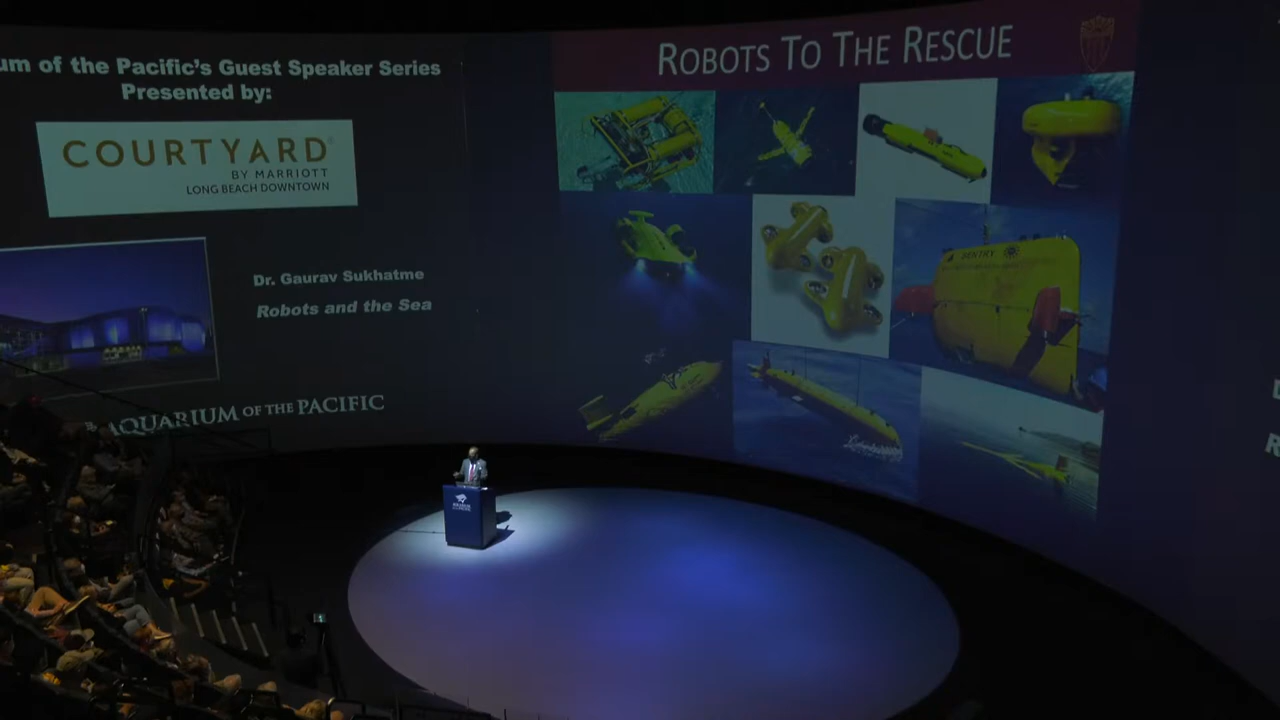 um of the Pacific's Guest Speaker Series
Presented by:
COURTYARD
BY MARRIOTT
LONG BEACH DOWNTOWN
Dr. Gaurav Sukhatme
Robots and the Sea
AQUARIUM OF THE PACIFIC
ROBOTS TO THE RESCUE
SENTRY